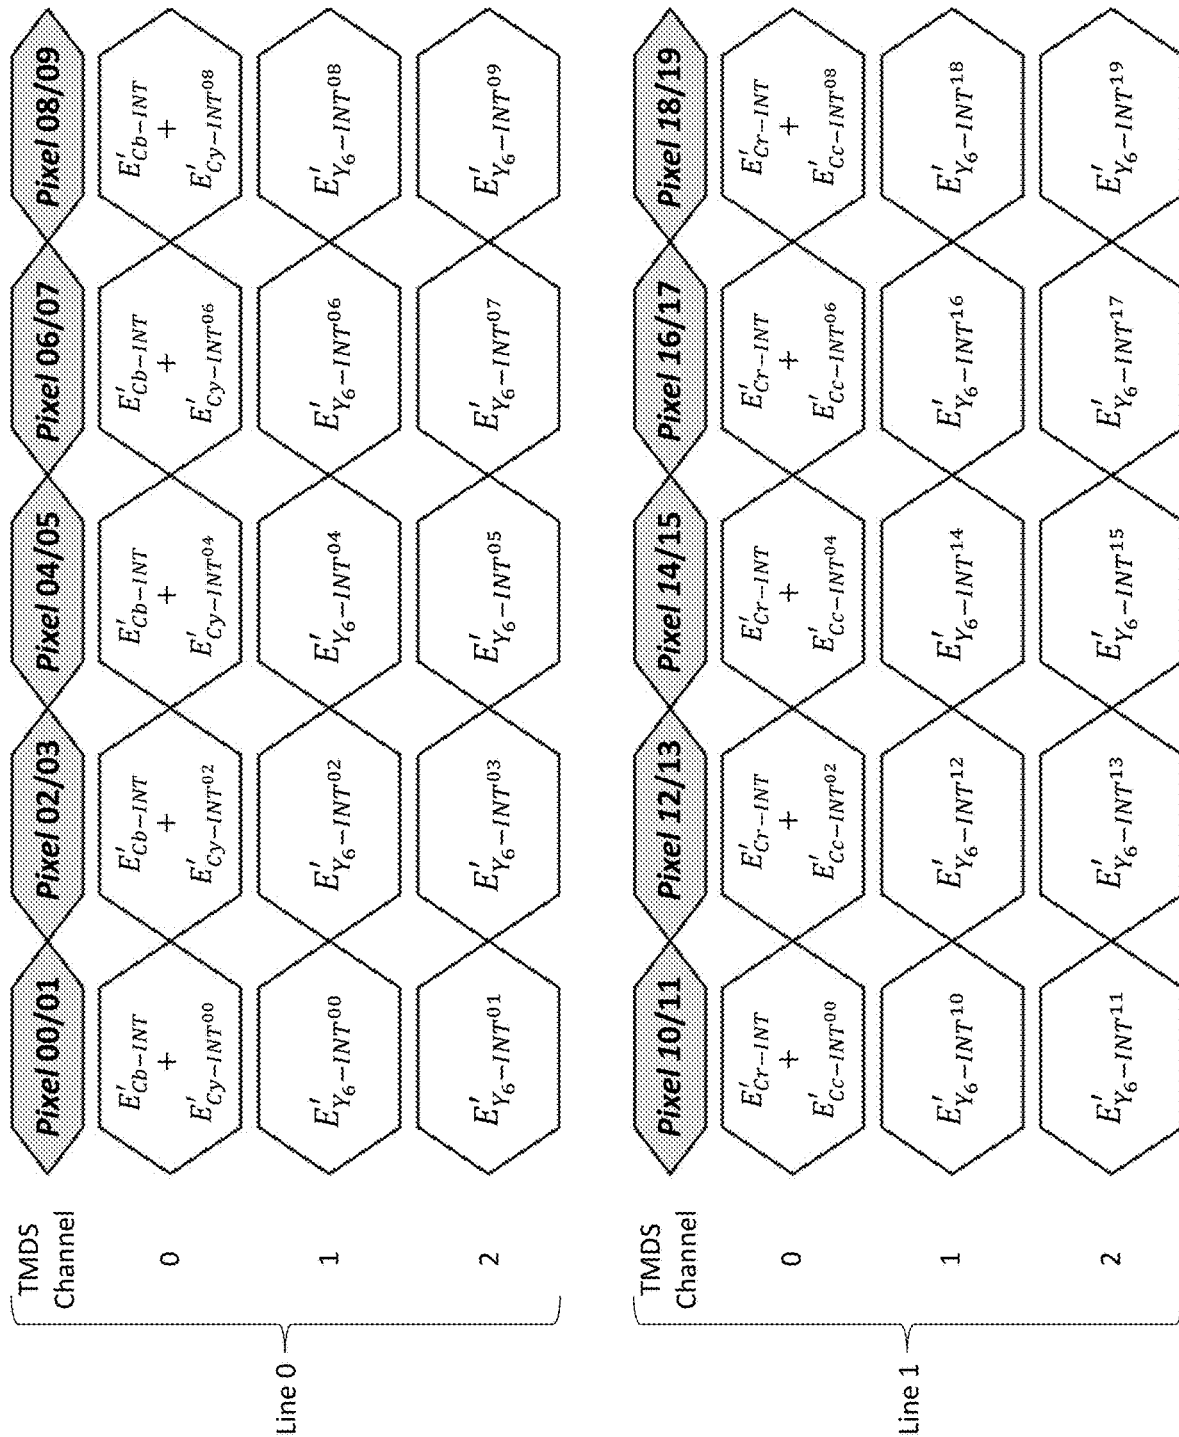 Line 0
TMDS Channel
Pixel 00/01 Pixel 02/03 Pixel 04/05 Pixel 06/07 Pixel 08/09
0
E'Cb−INT + E'Cy−INT00
E'Cb−INT + E'Cy−INT02
E'Cb−INT + E'Cy−INT04
E'Cb−INT + E'Cy−INT06
E'Cb−INT + E'Cy−INT08
1
E'Y6−INT00 E'Y6−INT02 E'Y6−INT04 E'Y6−INT06 E'Y6−INT08
2
E'Y6−INT01 E'Y6−INT03 E'Y6−INT05 E'Y6−INT07 E'Y6−INT09
Line 1
TMDS Channel
Pixel 10/11 Pixel 12/13 Pixel 14/15 Pixel 16/17 Pixel 18/19
0
E'Cr−INT + E'Cc−INT00
E'Cr−INT + E'Cc−INT02
E'Cr−INT + E'Cc−INT04
E'Cr−INT + E'Cc−INT06
E'Cr−INT + E'Cc−INT08
1
E'Y6−INT10 E'Y6−INT12 E'Y6−INT14 E'Y6−INT16 E'Y6−INT18
2
E'Y6−INT11 E'Y6−INT13 E'Y6−INT15 E'Y6−INT17 E'Y6−INT19